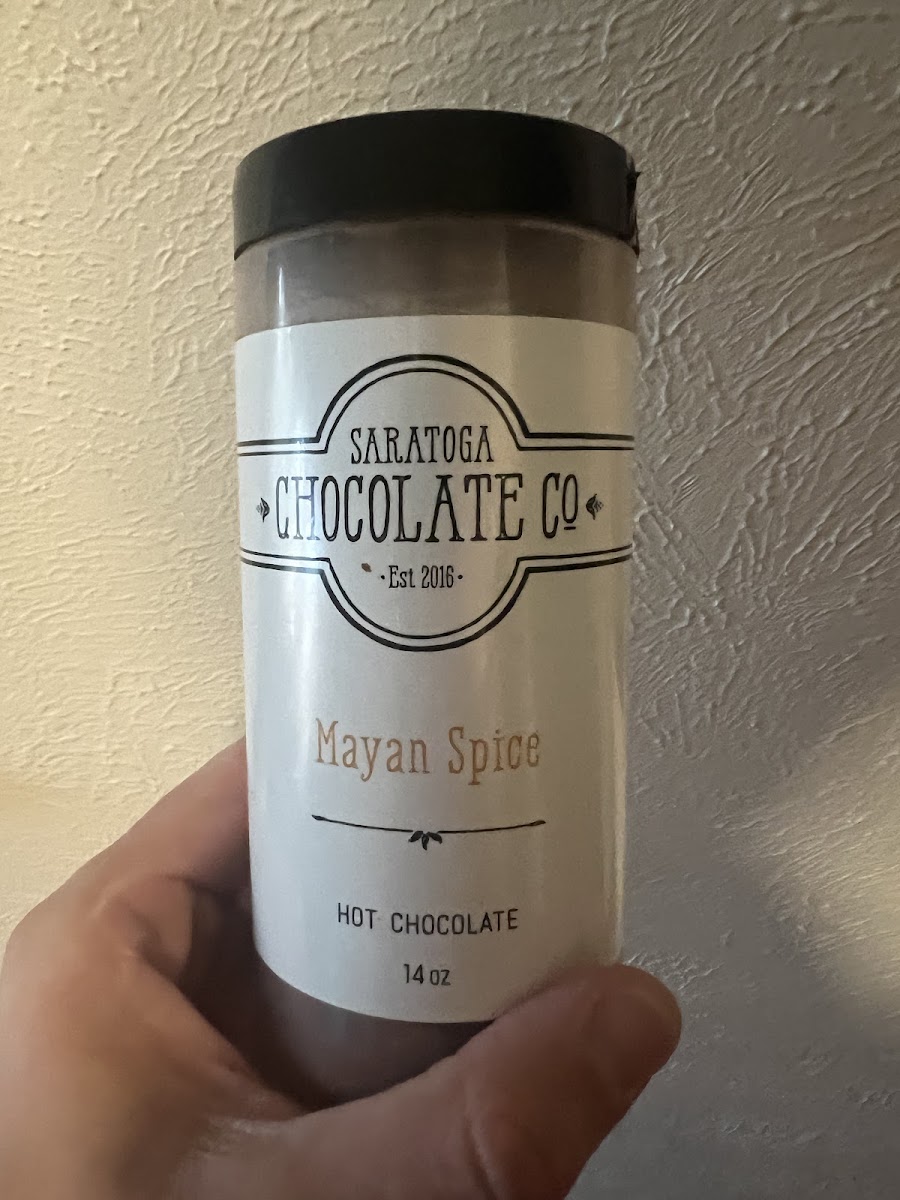 SARATOGA
CHOCOLATE Co
·Est 2016·
Mayan Spice
HOT CHOCOLATE
14 oz